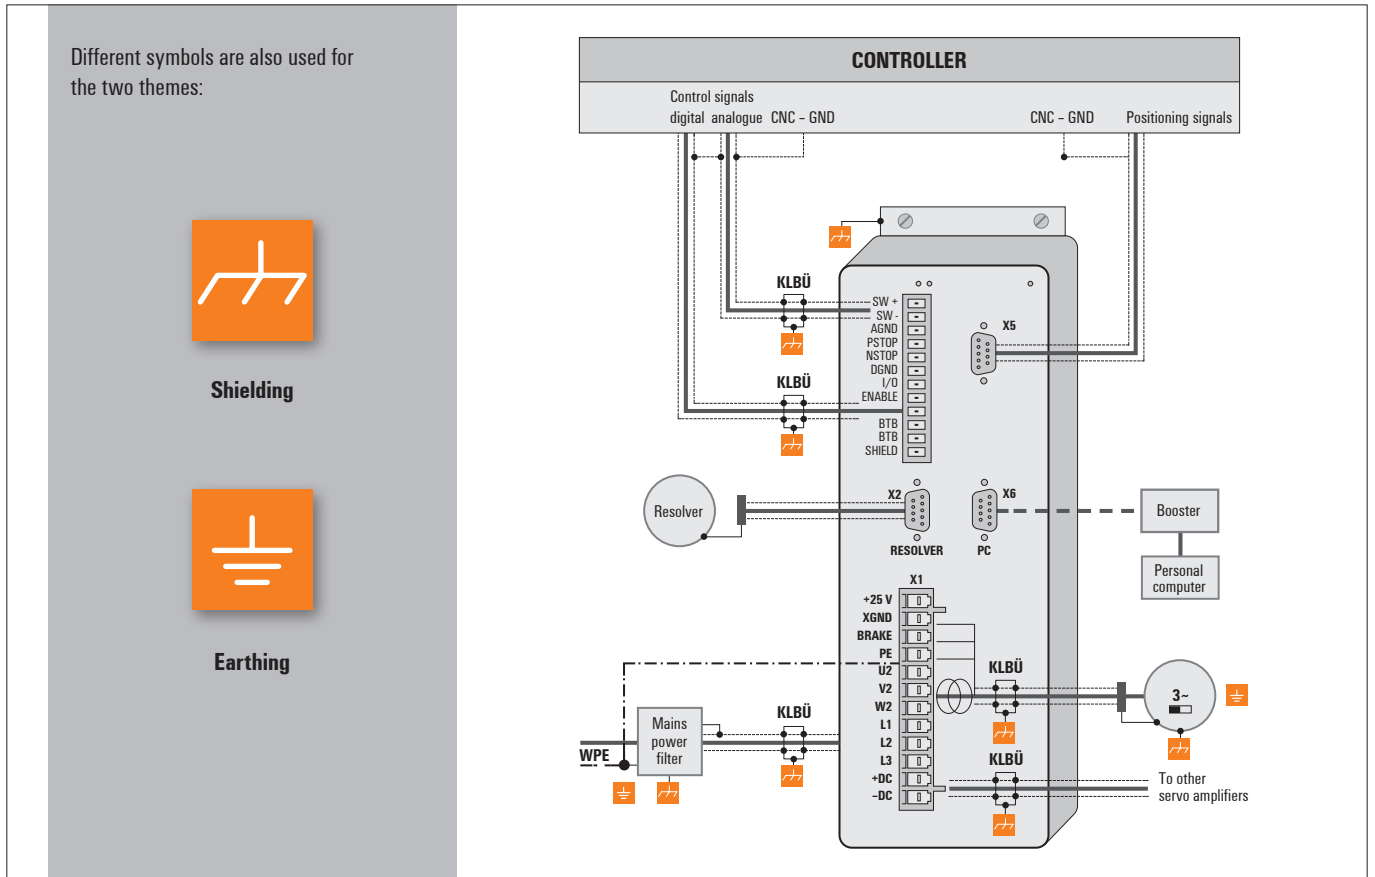 Different symbols are also used for
the two themes:
Shielding
Earthing
CONTROLLER
Control signals
digital analogue CNC – GND
CNC – GND
Positioning signals
KLBÜ
SW +
SW -
AGND
PSTOP
NSTOP
DGND
I/O
ENABLE
BTB
BTB
SHIELD
X5
KLBÜ
Resolver
X2
RESOLVER
X6
PC
Booster
Personal
computer
X1
+25 V
XGND
BRAKE
PE
U2
V2
W2
L1
L2
L3
+DC
–DC
KLBÜ
3~
WPE
Mains
power
filter
KLBÜ
KLBÜ
To other
servo amplifiers